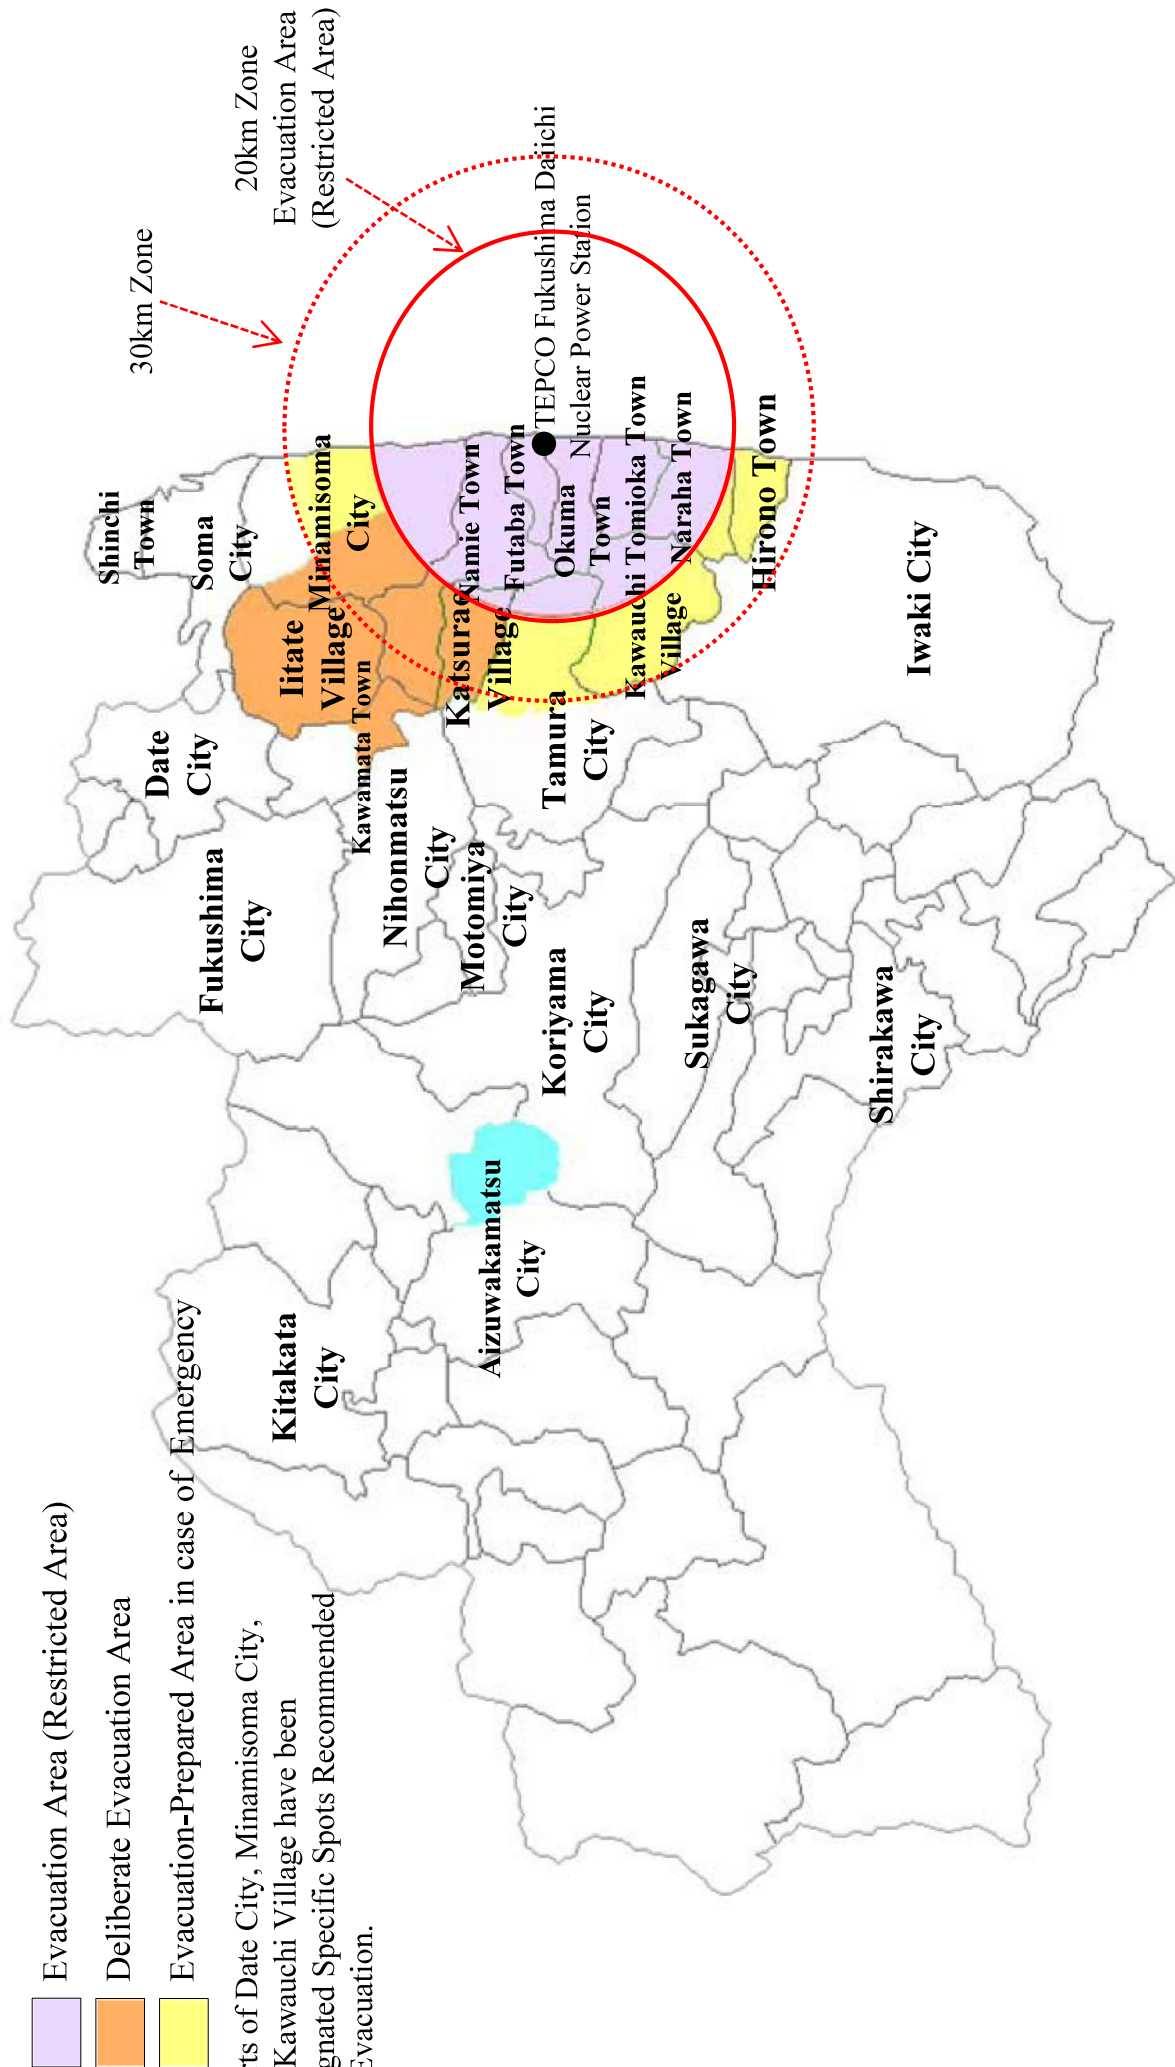 Evacuation Area (Restricted Area)
Deliberate Evacuation Area
Evacuation-Prepared Area in case of Emergency
of Date City, Minamisoma City,
Kawauchi Village have been
Specific Spots Recommended
Evacuation.
30km Zone
20km Zone
Evacuation Area
(Restricted Area)
Shinchi
Town
Soma
City
Minamisoma
City
Date
City
Iitate
Village
Kawamata Town
Fukushima
City
Nihonmatsu
City
Motomiya
City
Katsurao
Village
Namie Town
Futaba Town
TEPCO Fukushima Daiichi
Nuclear Power Station
Okuma
Town
Tomioka Town
Kawauchi
Village
Naraha Town
Hirono Town
Tamura
City
Koriyama
City
Iwaki City
Sukagawa
City
Shirakawa
City
Aizuwakamatsu
City
Kitakata
City